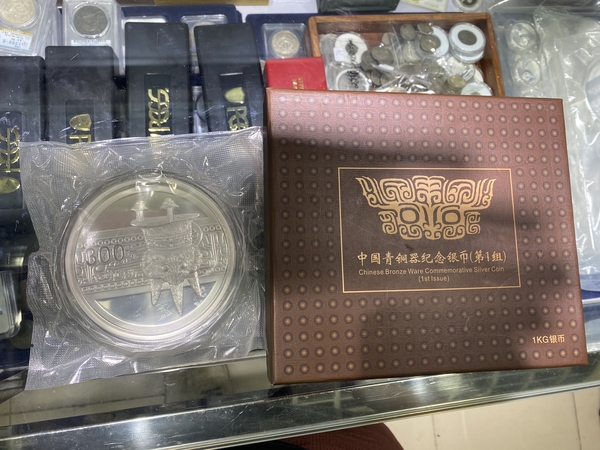 300
中国青铜器纪念银币(第1组)
Chinese Bronze Ware Commemorative Silver Coin
(1st Issue)
1KG银币